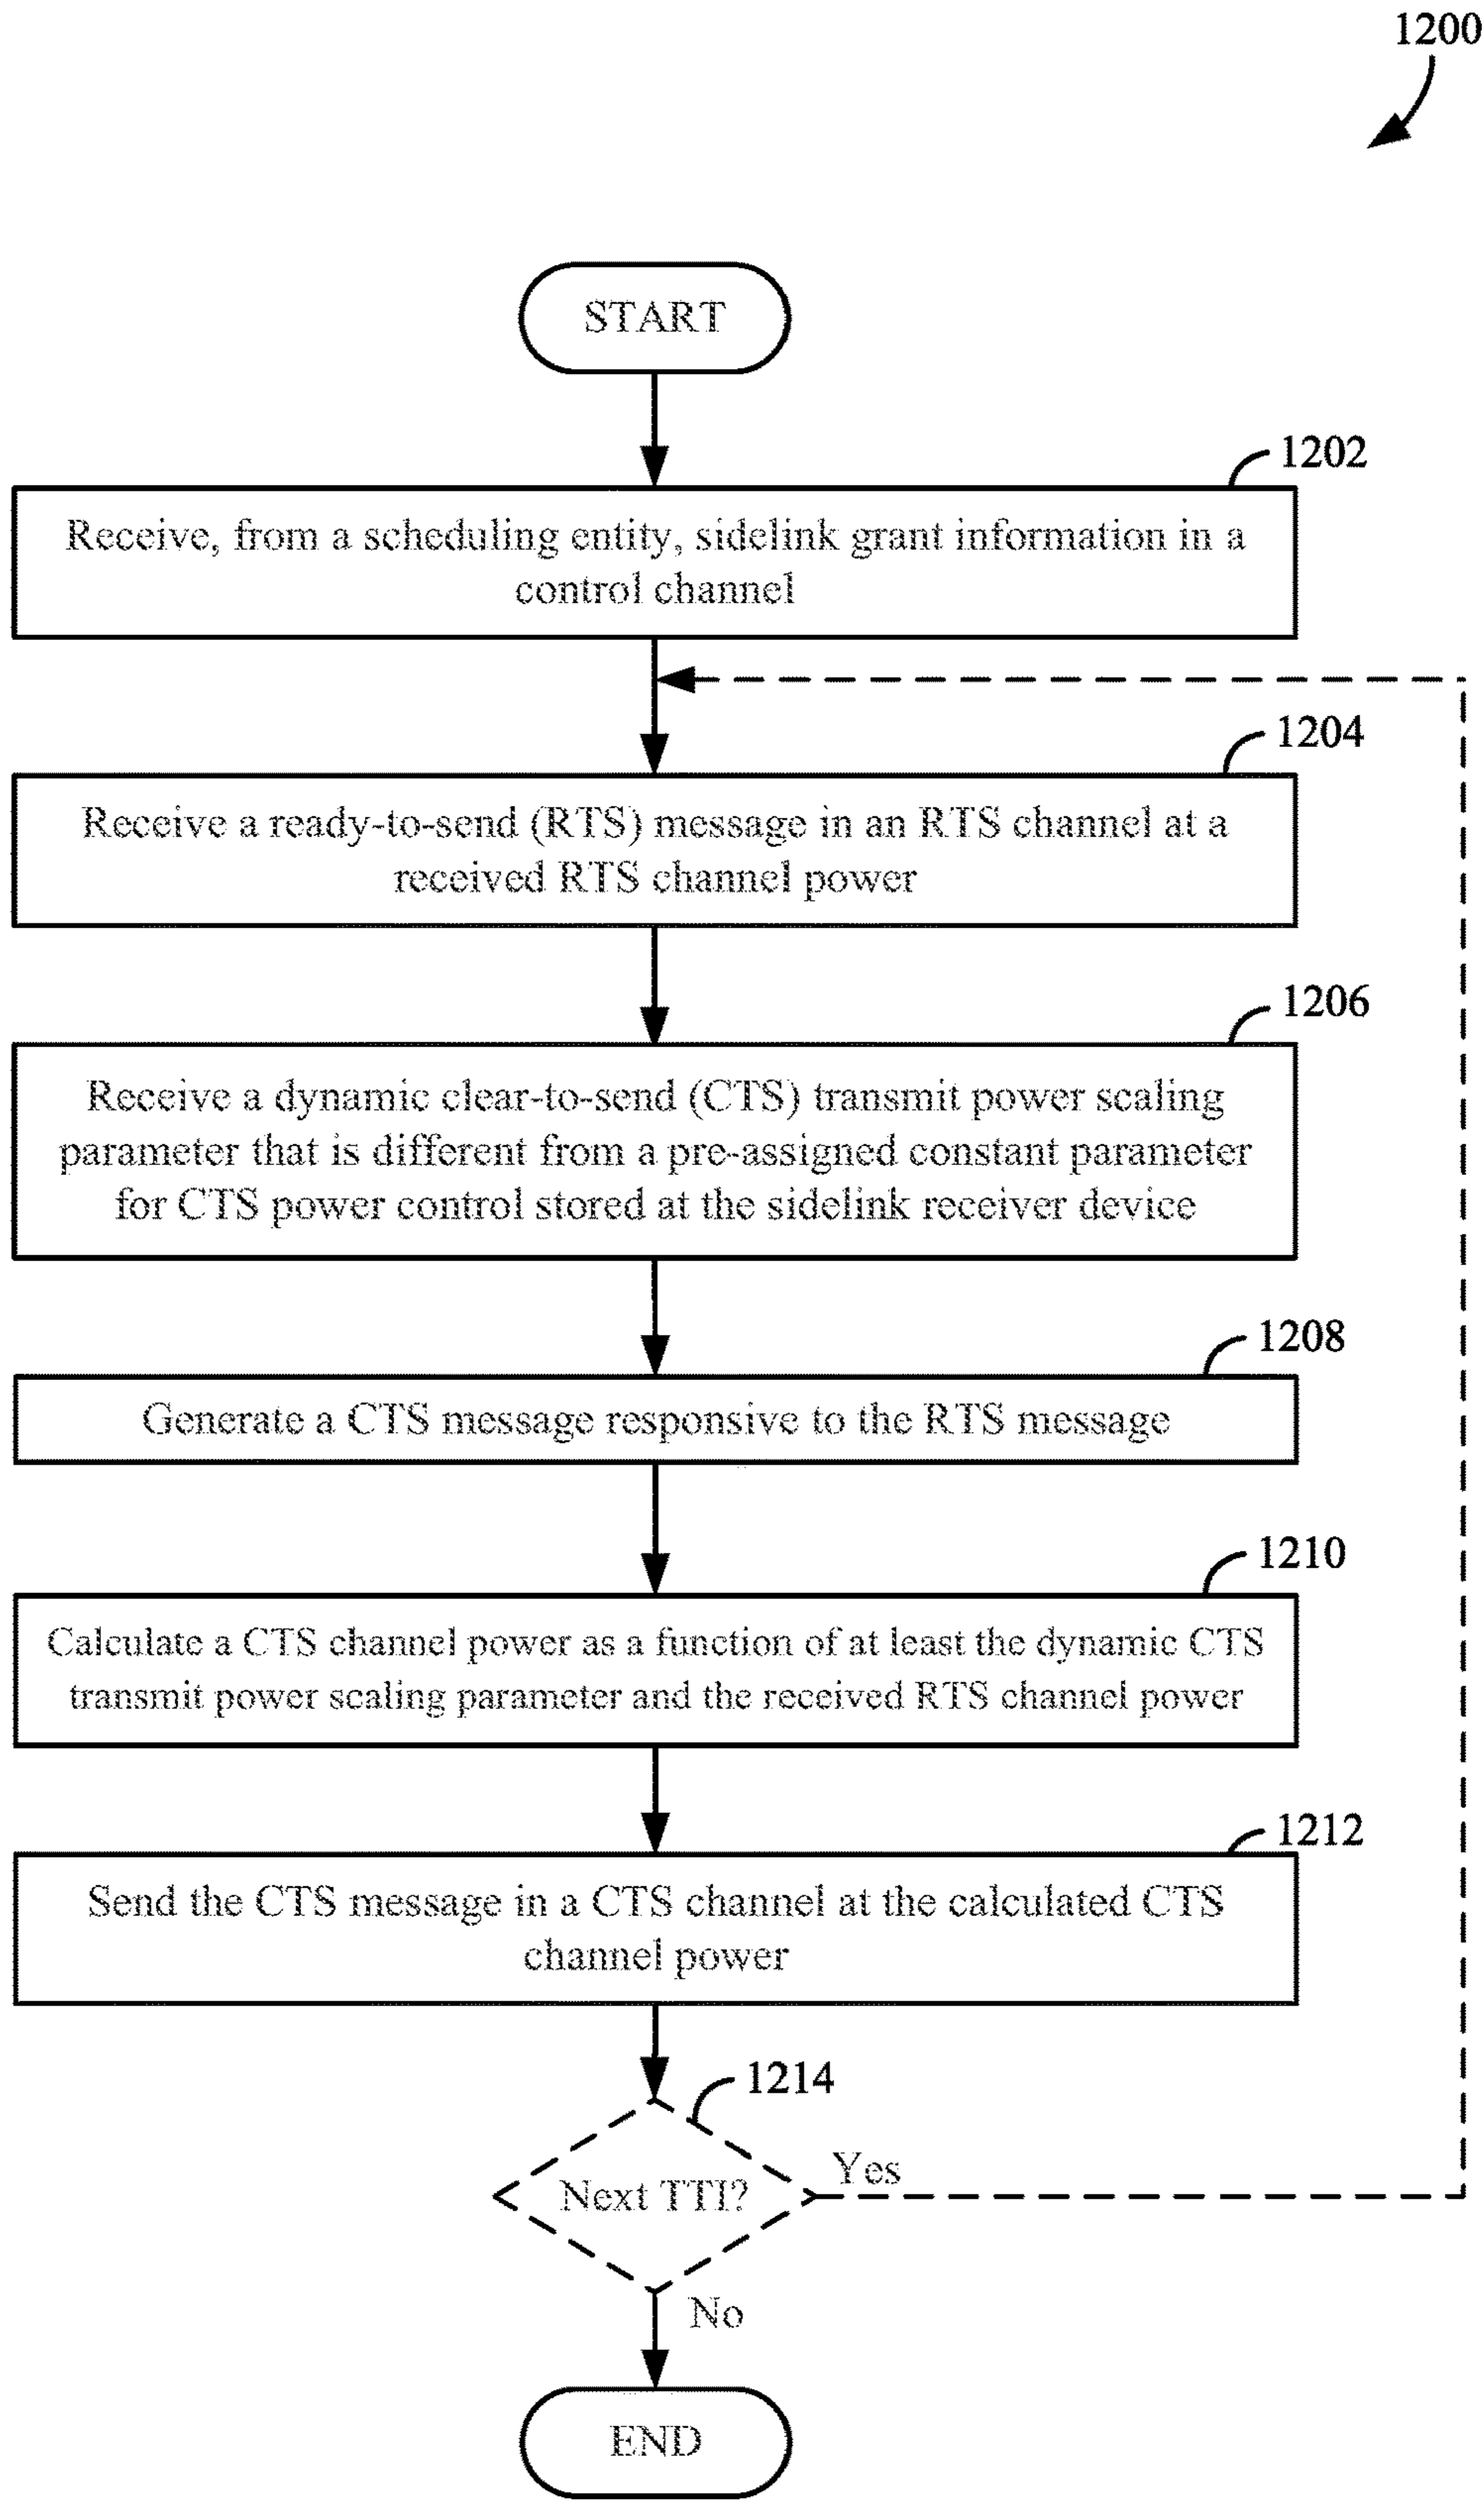 1200
START
1202
Receive, from a scheduling entity, sidelink grant information in a
control channel
1204
Receive a ready-to-send (RTS) message in an RTS channel at a
received RTS channel power
1206
Receive a dynamic clear-to-send (CTS) transmit power scaling
parameter that is different from a pre-assigned constant parameter
for CTS power control stored at the sidelink receiver device
1208
Generate a CTS message responsive to the RTS message
1210
Calculate a CTS channel power as a function of at least the dynamic CTS
transmit power scaling parameter and the received RTS channel power
1212
Send the CTS message in a CTS channel at the calculated CTS
channel power
1214
Next TTI?
Yes
No
END